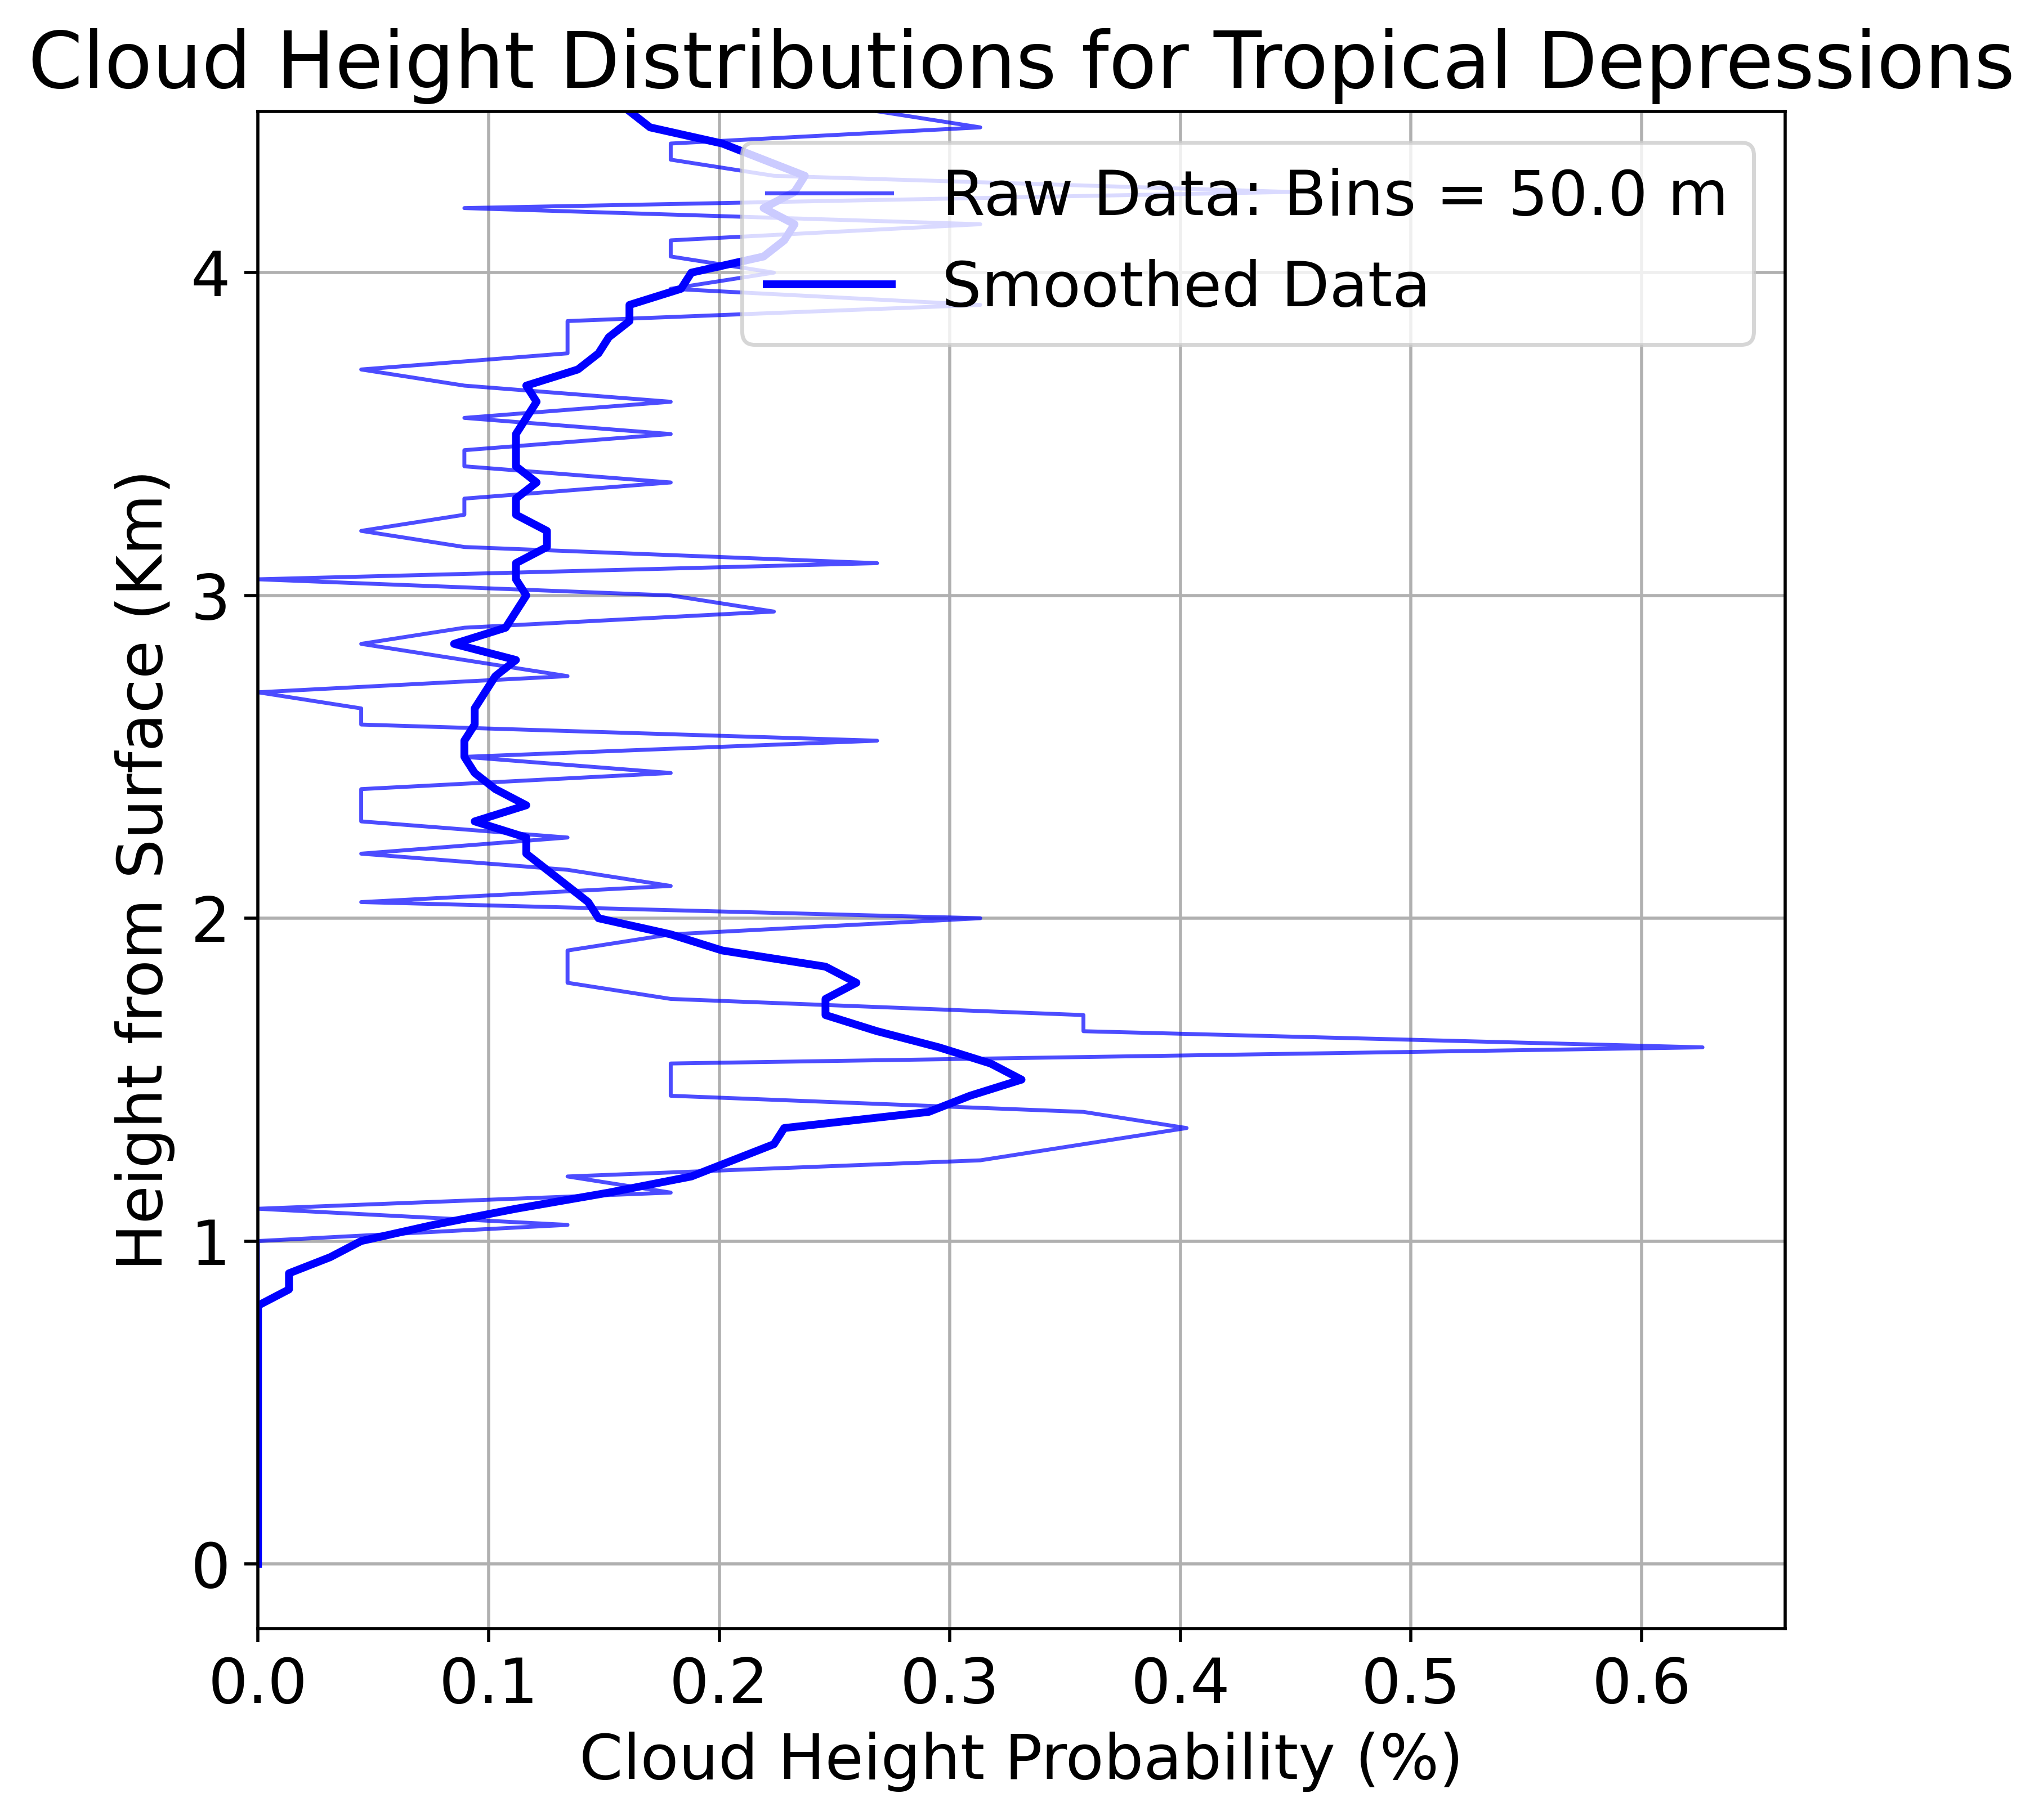 Cloud Height Distributions for Tropical Depressions
Raw Data: Bins = 50.0 m
Smoothed Data
Height from Surface (Km)
4
3
2
1
0
0.0 0.1 0.2 0.3 0.4 0.5 0.6
Cloud Height Probability (%)